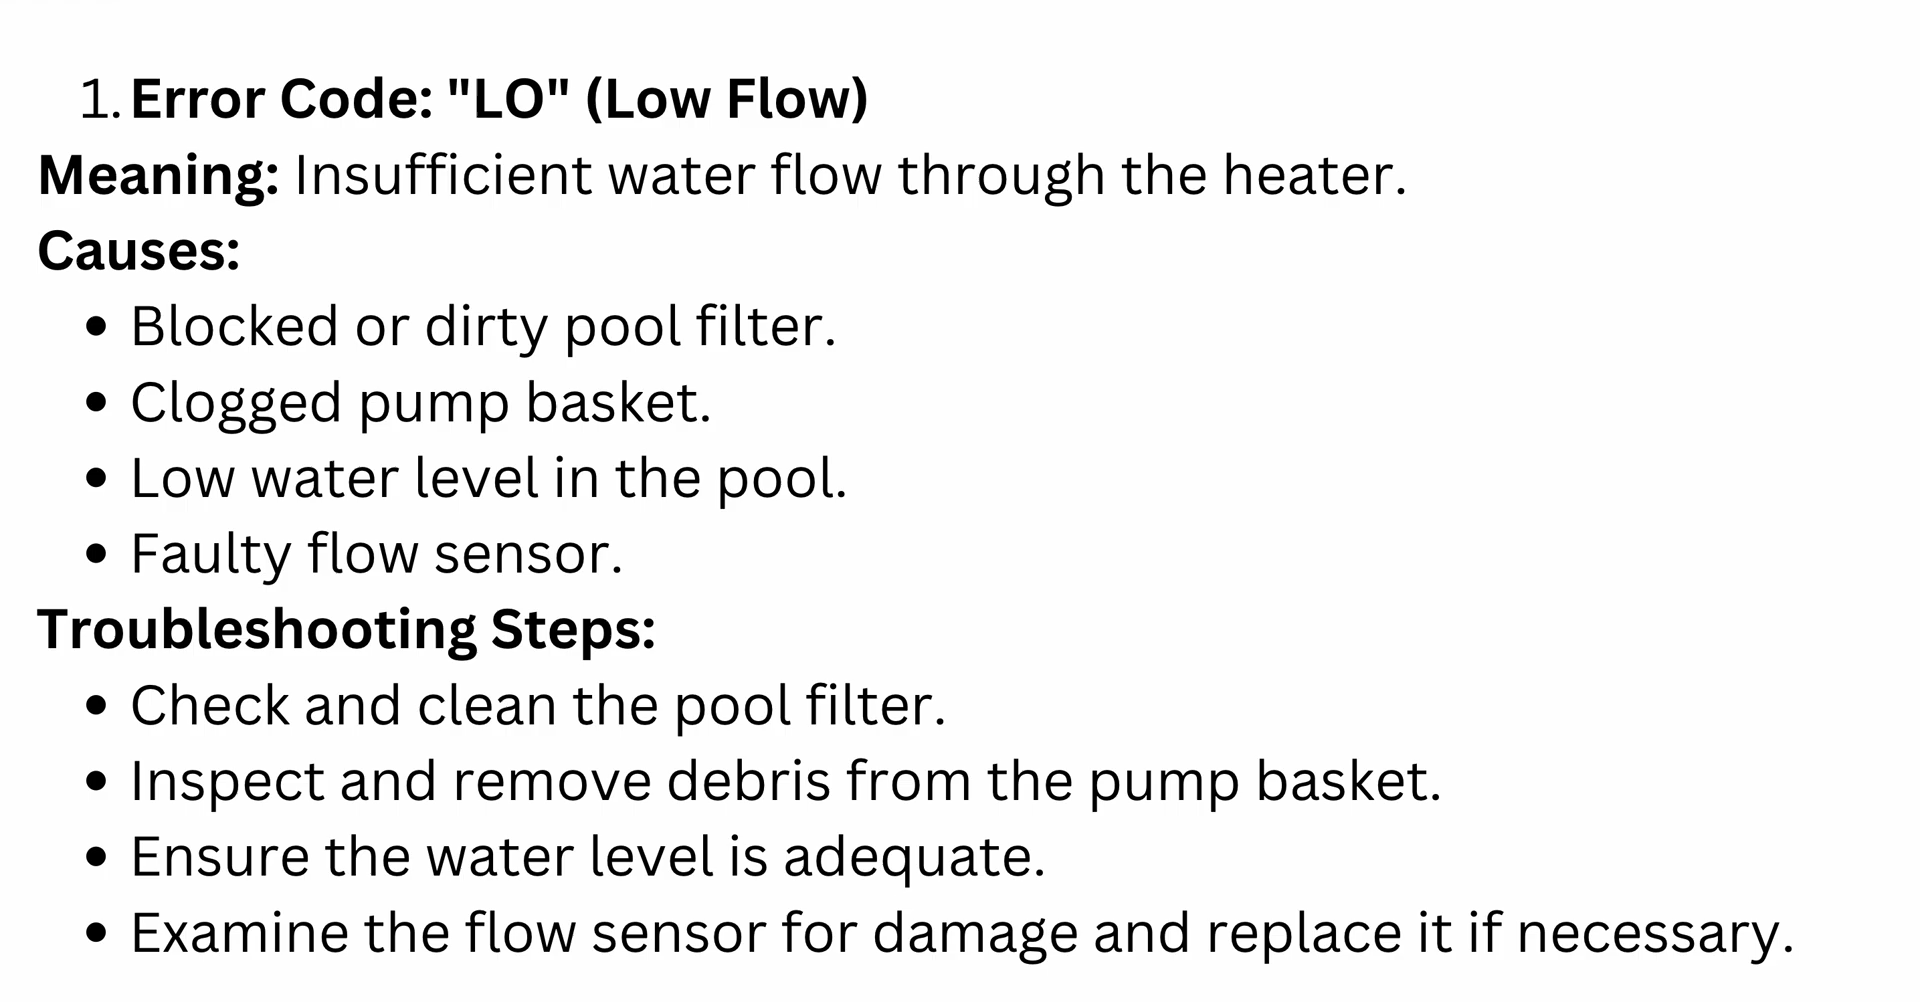 1. Error Code: "LO" (Low Flow)
Meaning: Insufficient water flow through the heater.
Causes:
• Blocked or dirty pool filter.
• Clogged pump basket.
• Low water level in the pool.
• Faulty flow sensor.
Troubleshooting Steps:
• Check and clean the pool filter.
• Inspect and remove debris from the pump basket.
• Ensure the water level is adequate.
• Examine the flow sensor for damage and replace it if necessary.